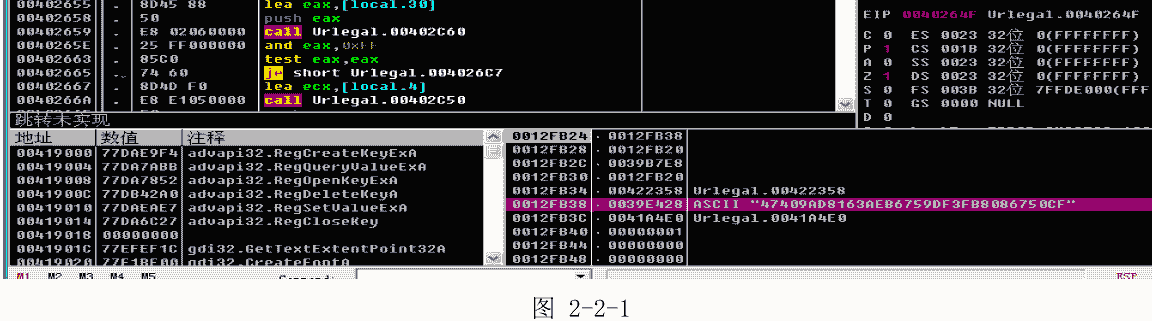 00402655 . 8D45 88 lea eax,[local.30]
00402658 . 50 push eax
00402659 . E8 02060000 call Urlegal.00402C60
0040265E . 25 FF000000 and eax,0xFF
00402663 . 85C0 test eax,eax
00402665 . 74 60 short Urlegal.004026C7
00402667 . 8D4D F0 lea ecx,[local.4]
0040266A . E8 E1050000 call Urlegal.00402C50
跳转未实现
EIP 0040264F Urlegal.0040264F
C 0 ES 0023 32位 0(FFFFFFFF)
P 1 CS 001B 32位 0(FFFFFFFF)
A 0 SS 0023 32位 0(FFFFFFFF)
Z 1 DS 0023 32位 0(FFFFFFFF)
S 0 FS 003B 32位 7FFDE000(FFF
T 0 GS 0000 NULL
D 0
地址 数值 注释
00419000 77DAE9F4 advapi32.RegCreateKeyExA
00419004 77DA7ABB advapi32.RegQueryValueExA
00419008 77DA7852 advapi32.RegOpenKeyExA
0041900C 77DB42A0 advapi32.RegDeleteKeyA
00419010 77DAEAE7 advapi32.RegSetValueExA
00419014 77DA6C27 advapi32.RegCloseKey
00419018 00000000
0041901C 77EFEF1C gdi32.GetTextExtentPoint32A
00419020 77F1BE00 gdi32.CreateFontA
0012FB24 0012FB38
0012FB28 0012FB20
0012FB2C 0039B7E8
0012FB30 0012FB20
0012FB34 00422358 Urlegal.00422358
0012FB38 0039E428 ASCII "47409AD8163AEB6759DF3FB8086750CF"
0012FB3C 0041A4E0 Urlegal.0041A4E0
0012FB40 00000001
0012FB44 00000000
0012FB48 00000000
M1 M2 M3 M4 M5
ESP
图 2-2-1